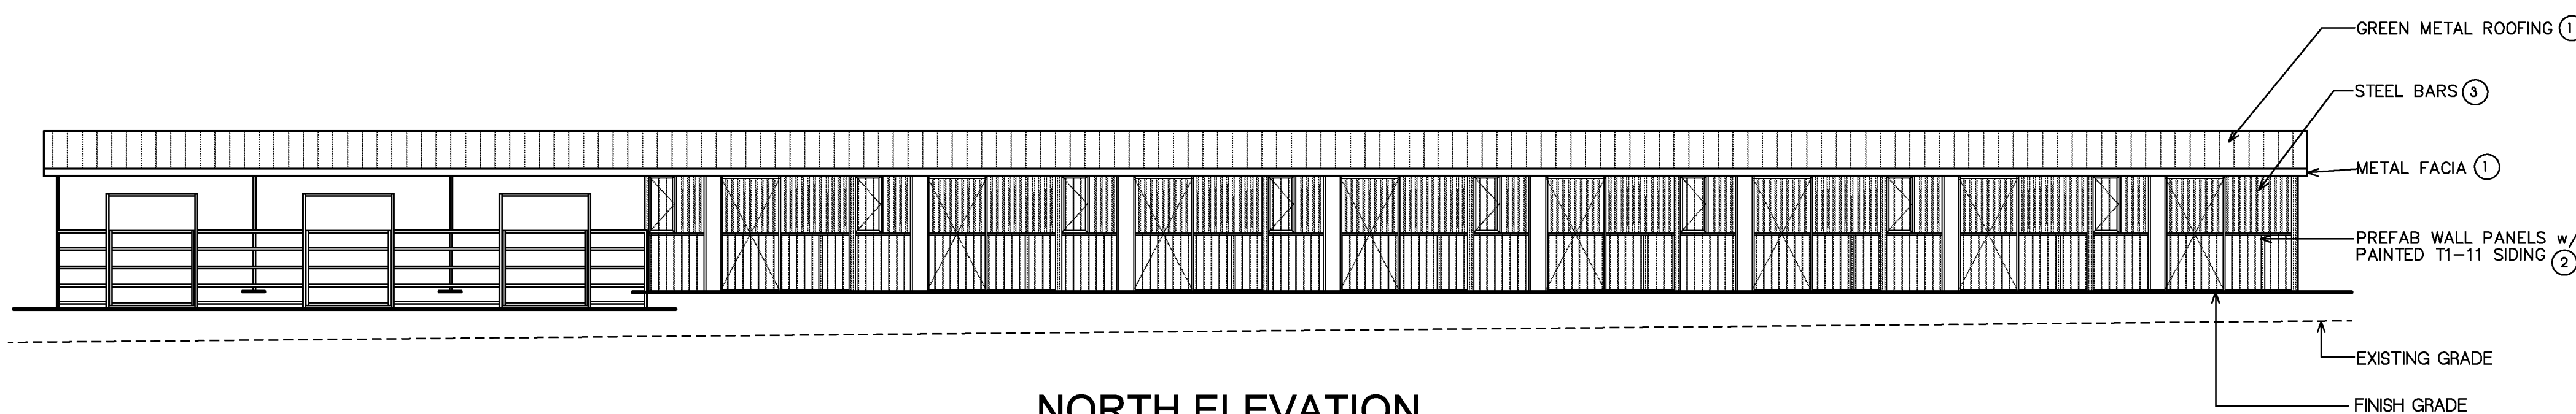 GREEN METAL ROOFING 1
STEEL BARS 3
METAL FACIA 1
PREFAB WALL PANELS w/
PAINTED T1-11 SIDING 2
EXISTING GRADE
FINISH GRADE
NORTH ELEVATION